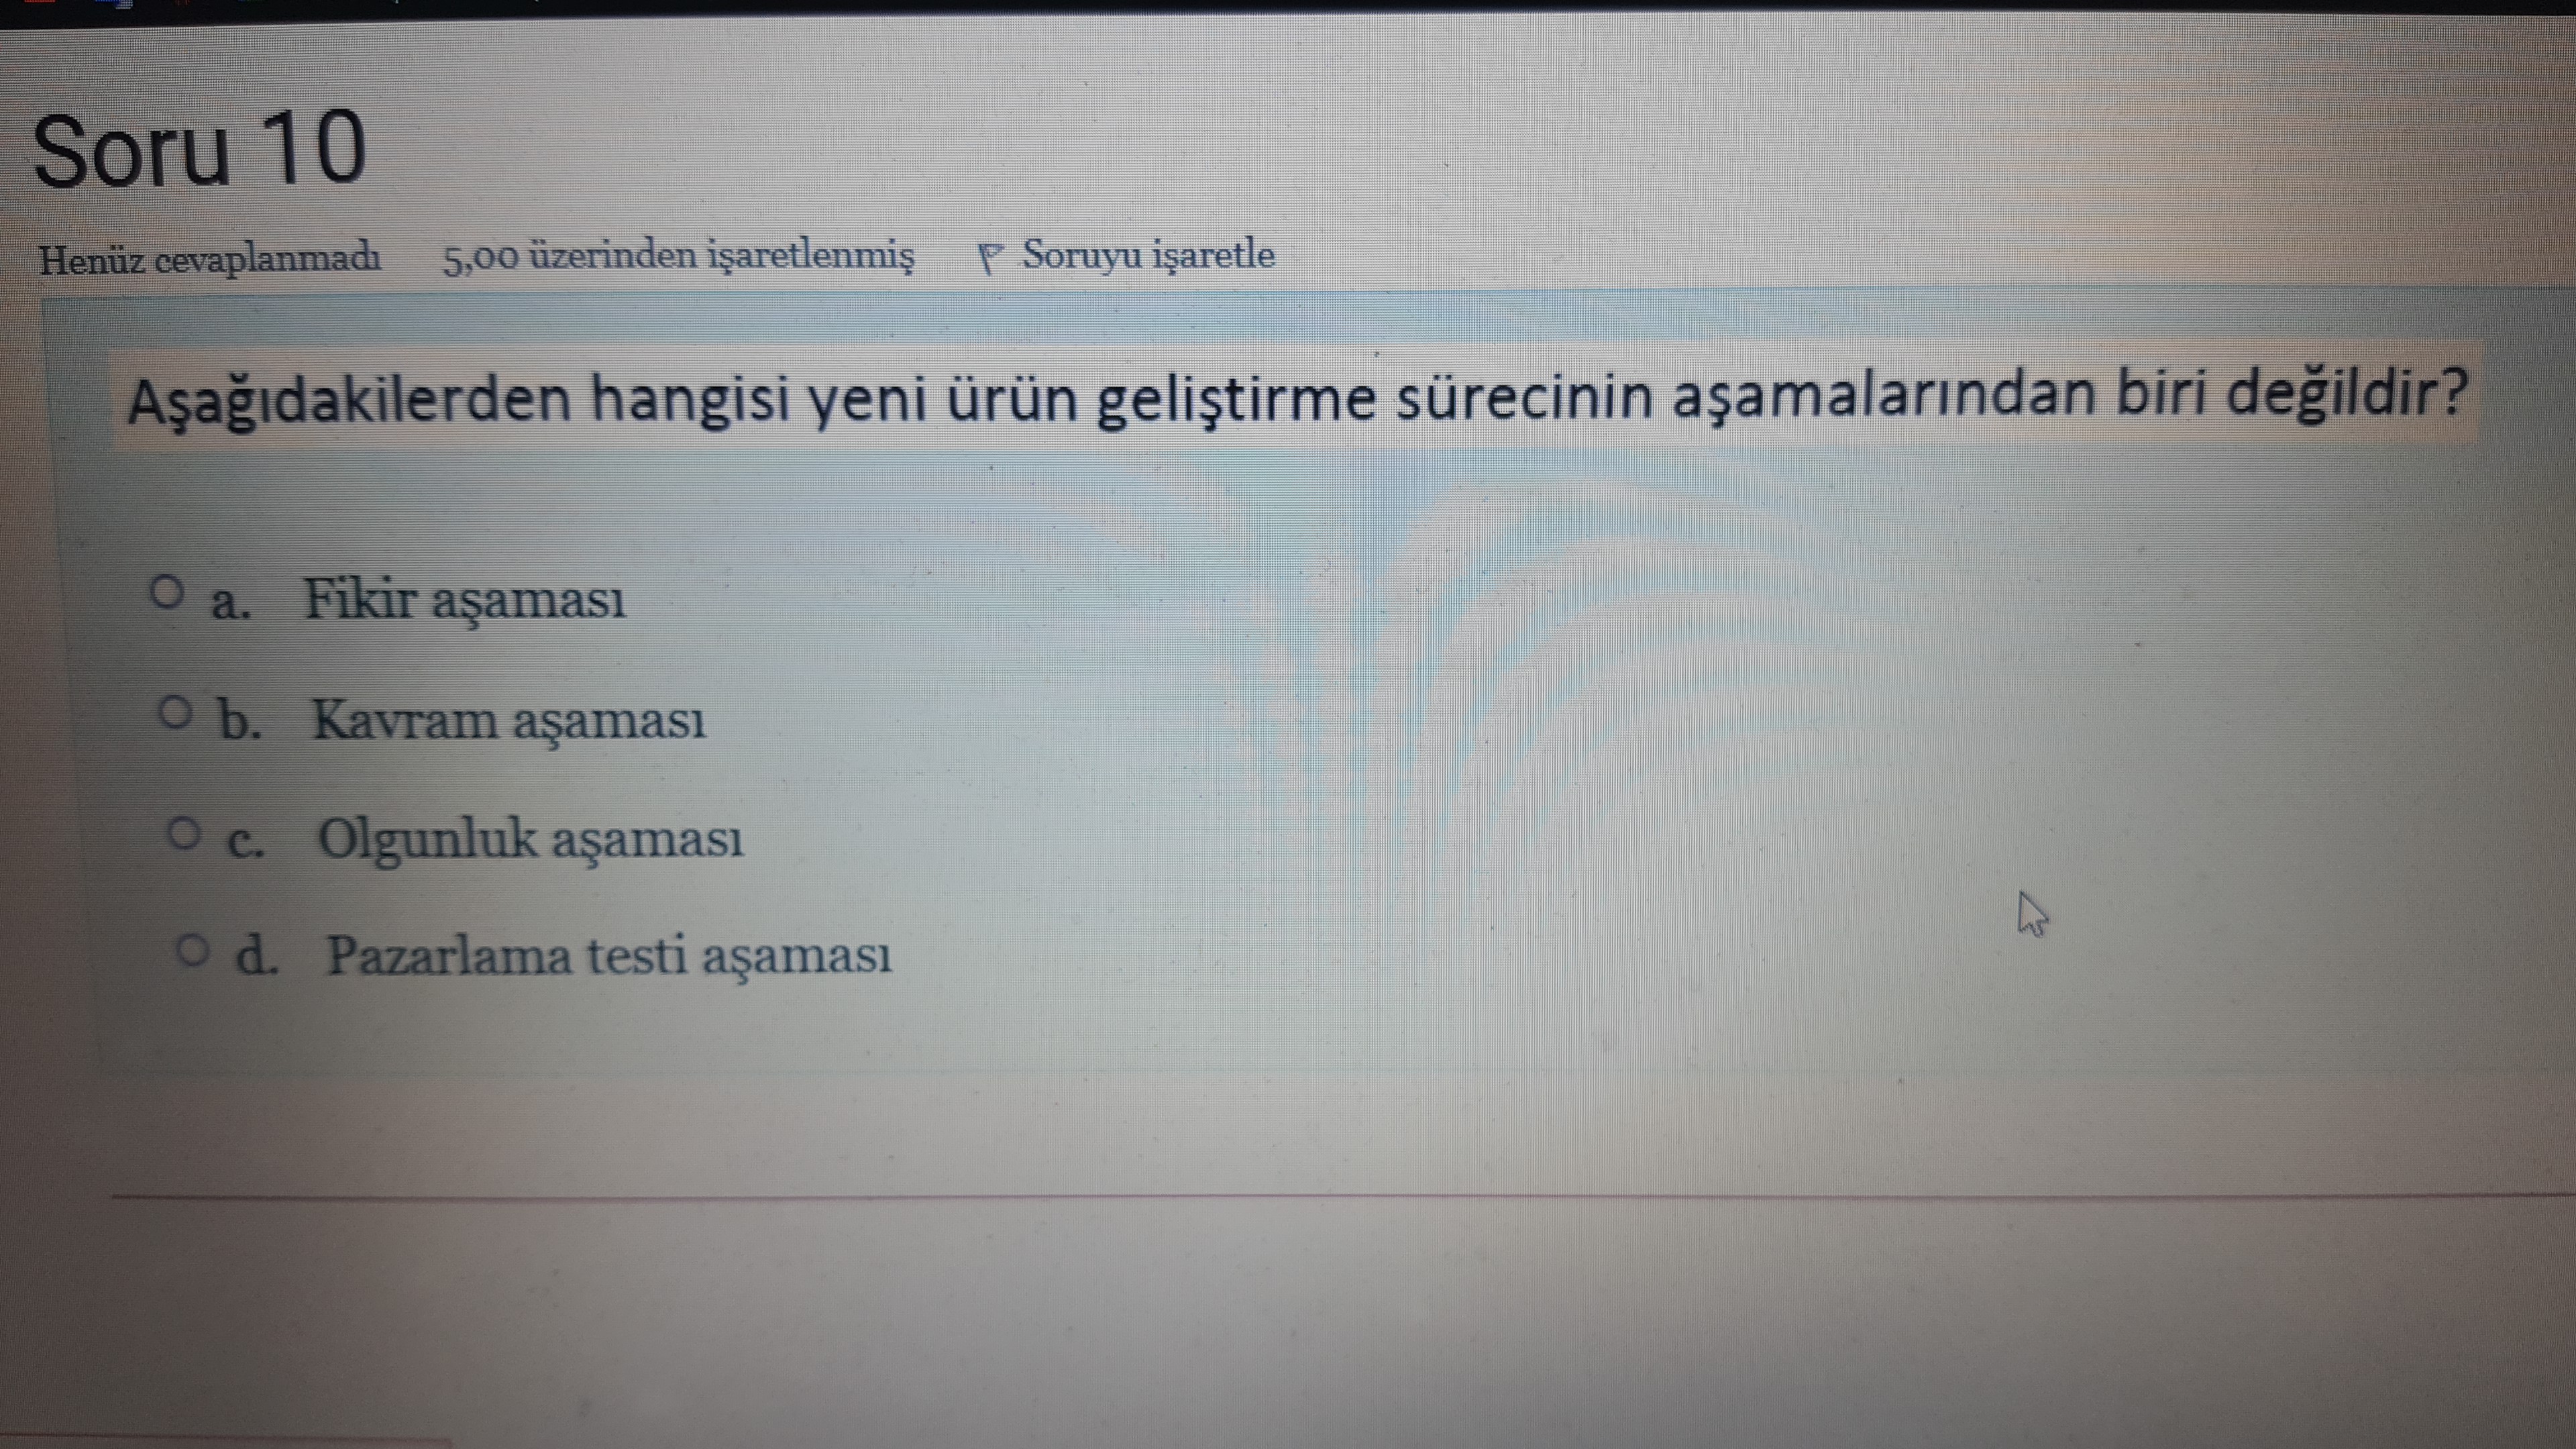 Soru 10
Henüz cevaplanmadı 5,00 üzerinden işaretlenmiş Soruyu işaretle
Aşağıdakilerden hangisi yeni ürün geliştirme sürecinin aşamalarından biri değildir?
a. Fikir aşaması
b. Kavram aşaması
c. Olgunluk aşaması
d. Pazarlama testi aşaması